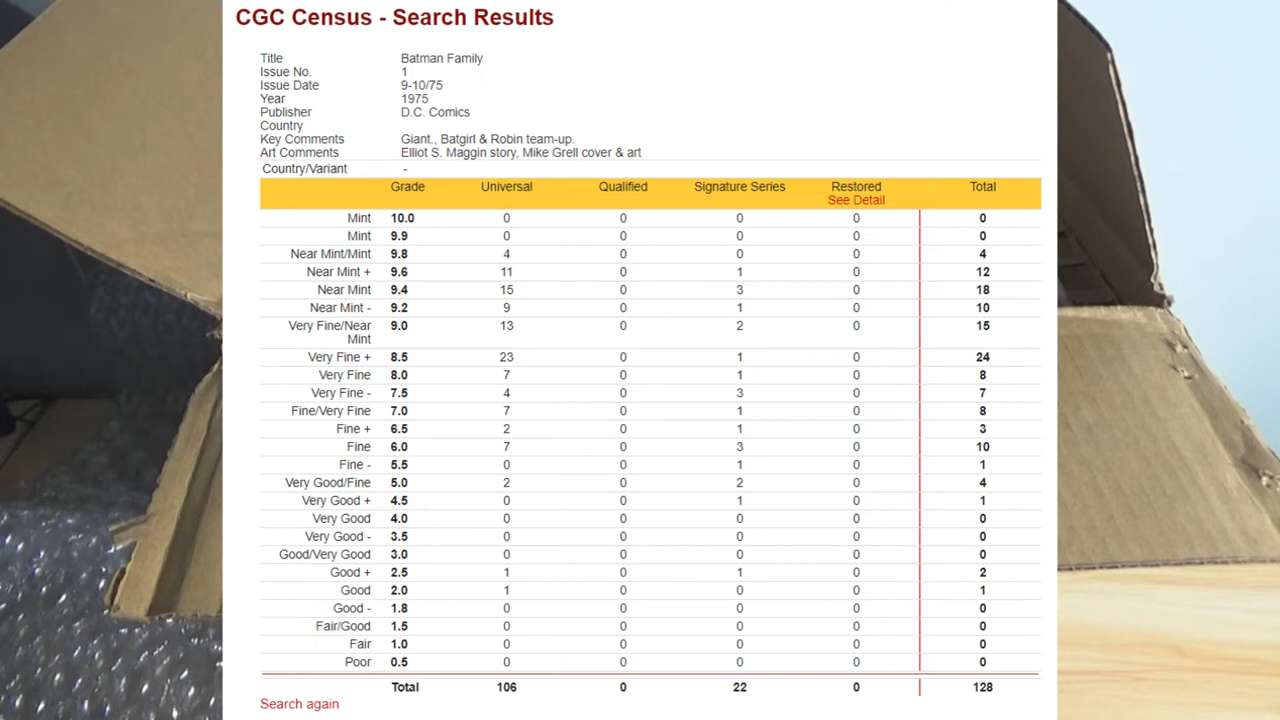 CGC Census - Search Results
Title Batman Family
Issue No. 1
Issue Date 9-10/75
Year 1975
Publisher D.C. Comics
Country
Key Comments Giant., Batgirl & Robin team-up.
Art Comments Elliot S. Maggin story, Mike Grell cover & art
Country/Variant -
Grade Universal Qualified Signature Series Restored Total
See Detail
Mint 10.0 0 0 0 0 0
Mint 9.9 0 0 0 0 0
Near Mint/Mint 9.8 4 0 0 0 4
Near Mint + 9.6 11 0 1 0 12
Near Mint 9.4 15 0 3 0 18
Near Mint - 9.2 9 0 1 0 10
Very Fine/Near 9.0 13 0 2 0 15
Mint
Very Fine + 8.5 23 0 1 0 24
Very Fine 8.0 7 0 1 0 8
Very Fine - 7.5 4 0 3 0 7
Fine/Very Fine 7.0 7 0 1 0 8
Fine + 6.5 2 0 1 0 3
Fine 6.0 7 0 3 0 10
Fine - 5.5 0 0 1 0 1
Very Good/Fine 5.0 2 0 2 0 4
Very Good + 4.5 0 0 1 0 1
Very Good 4.0 0 0 0 0 0
Very Good - 3.5 0 0 0 0 0
Good/Very Good 3.0 0 0 0 0 0
Good + 2.5 1 0 1 0 2
Good 2.0 1 0 0 0 1
Good - 1.8 0 0 0 0 0
Fair/Good 1.5 0 0 0 0 0
Fair 1.0 0 0 0 0 0
Poor 0.5 0 0 0 0 0
Total 106 0 22 0 128
Search again